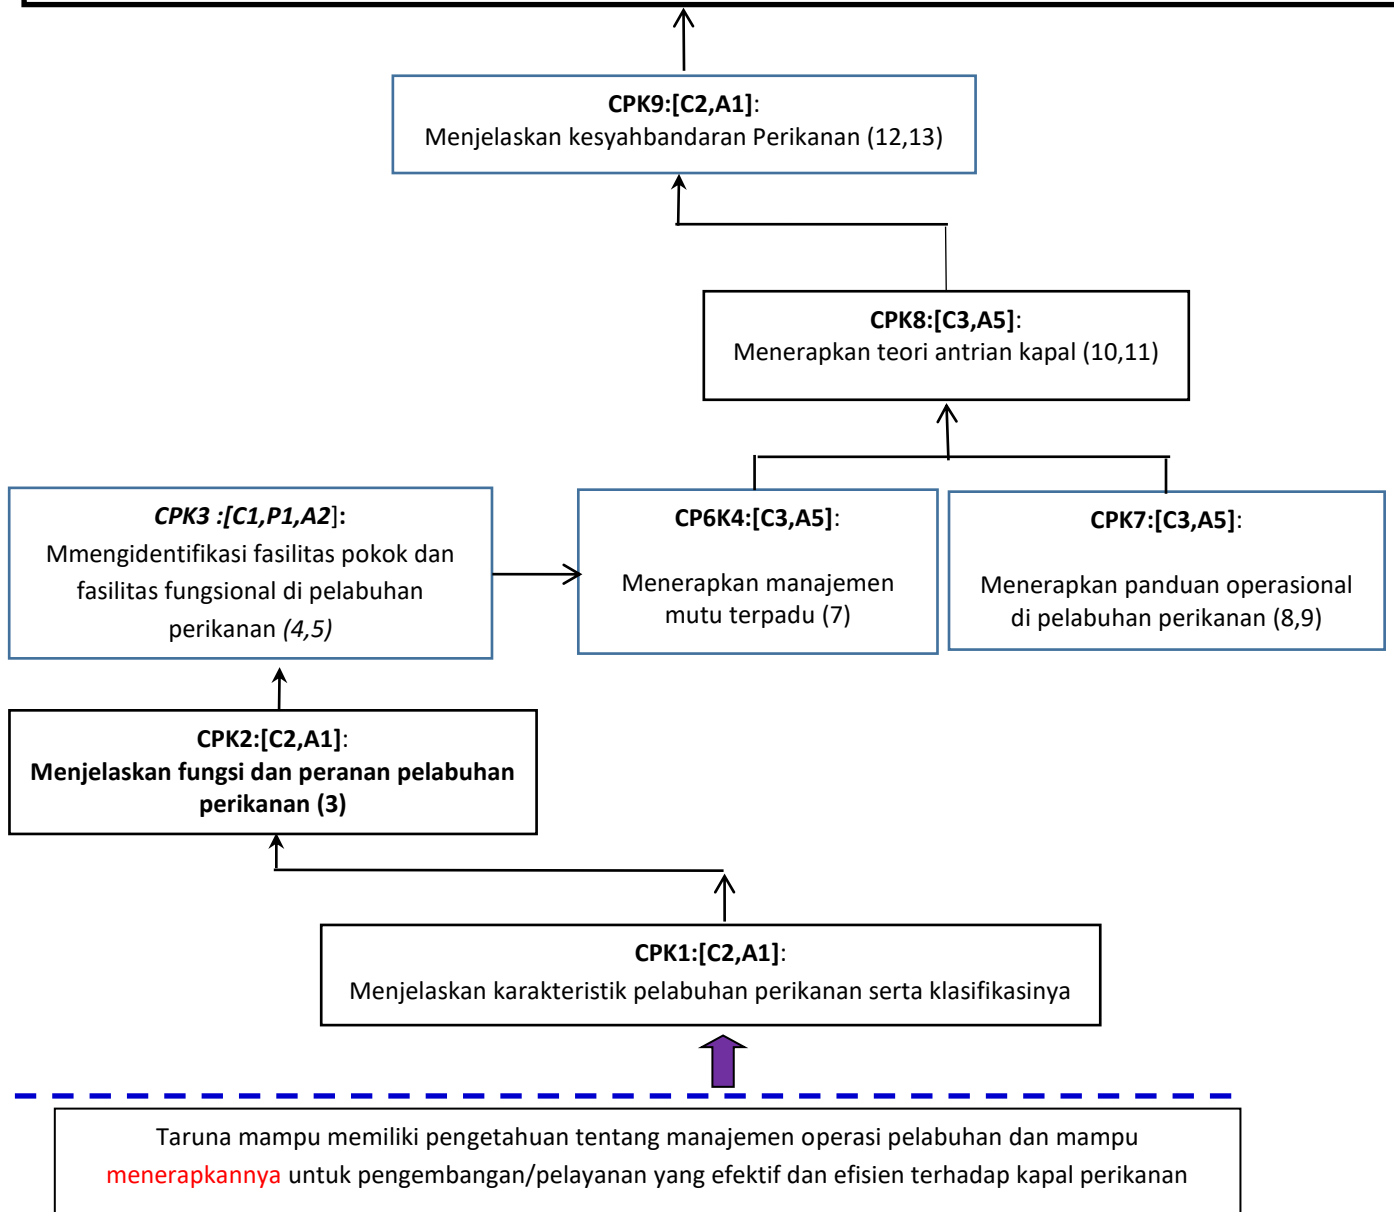 CPK9:[C2,A1]:
Menjelaskan kesyahbandaran Perikanan (12,13)
CPK8:[C3,A5]:
Menerapkan teori antrian kapal (10,11)
CPK3 :[C1,P1,A2]:
Mmengidentifikasi fasilitas pokok dan
fasilitas fungsional di pelabuhan
perikanan (4,5)
CP6K4:[C3,A5]:
Menerapkan manajemen
mutu terpadu (7)
CPK7:[C3,A5]:
Menerapkan panduan operasional
di pelabuhan perikanan (8,9)
CPK2:[C2,A1]:
Menjelaskan fungsi dan peranan pelabuhan
perikanan (3)
CPK1:[C2,A1]:
Menjelaskan karakteristik pelabuhan perikanan serta klasifikasinya
Taruna mampu memiliki pengetahuan tentang manajemen operasi pelabuhan dan mampu
menerapkannya untuk pengembangan/pelayanan yang efektif dan efisien terhadap kapal perikanan